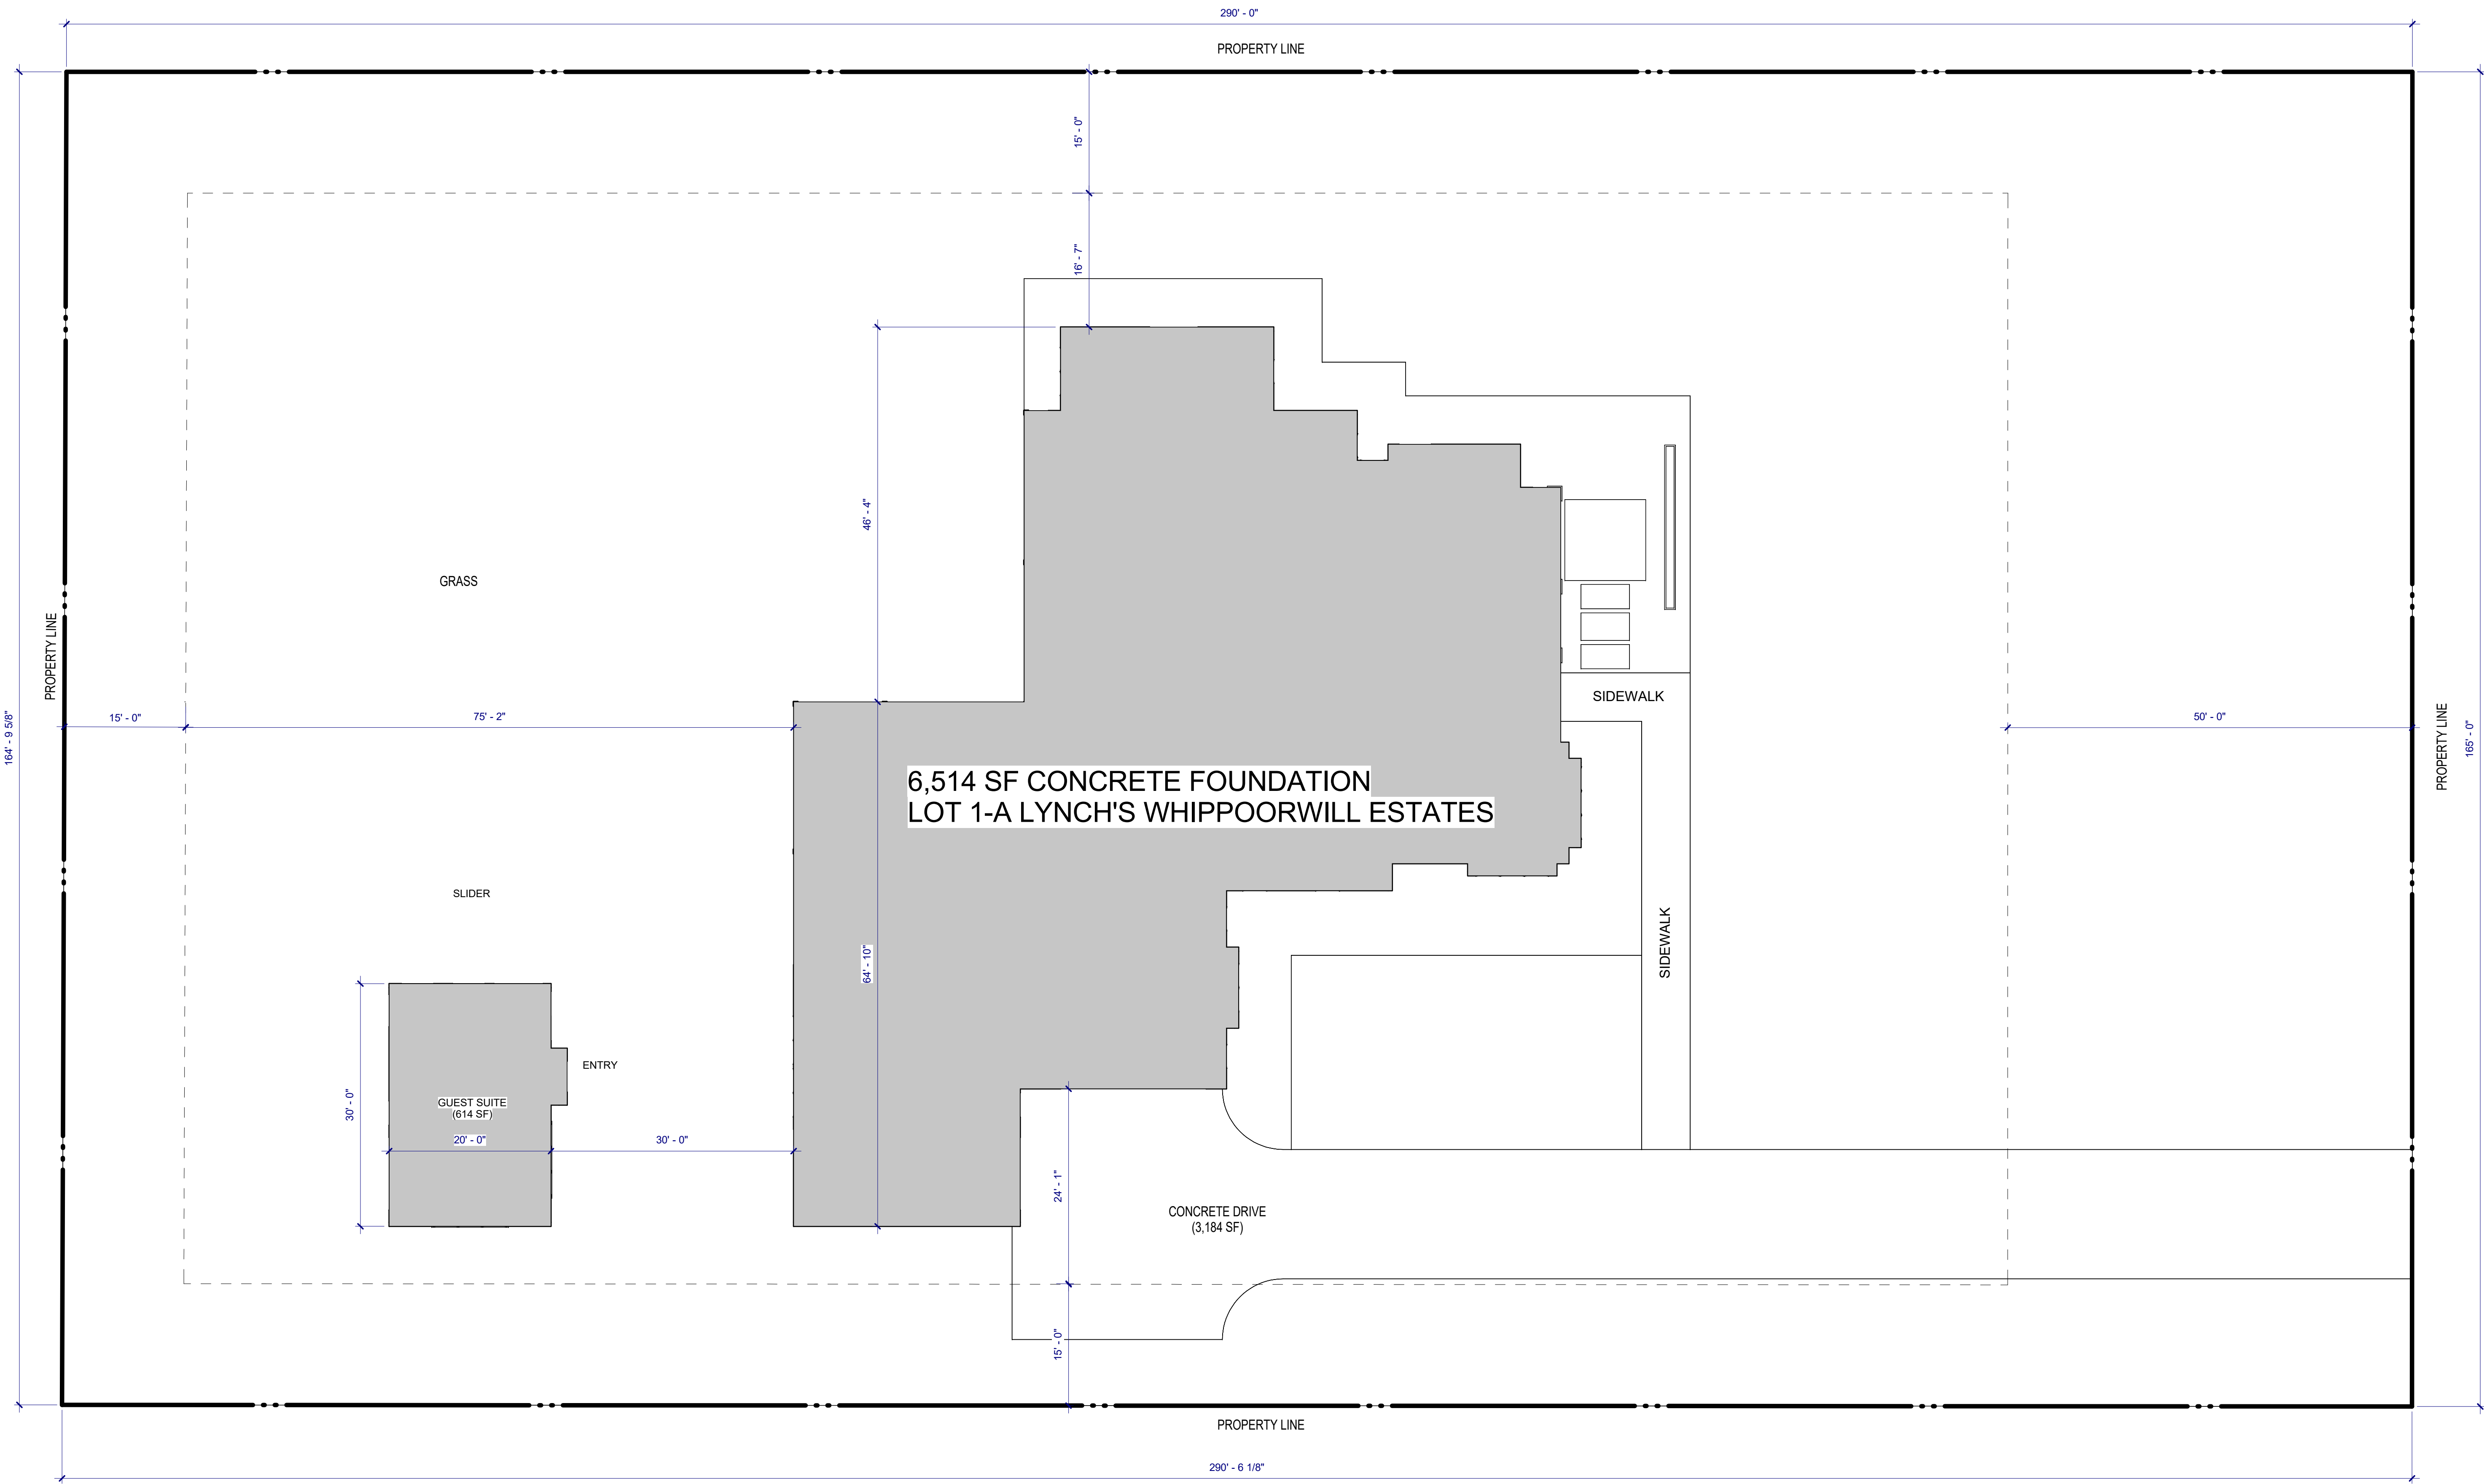 290' - 0"
PROPERTY LINE
15' - 0"
16' - 7"
46' - 4"
GRASS
PROPERTY LINE
164' - 9 5/8"
15' - 0"
75' - 2"
SIDEWALK
50' - 0"
PROPERTY LINE
165' - 0"
6,514 SF CONCRETE FOUNDATION
LOT 1-A LYNCH'S WHIPPOORWILL ESTATES
SLIDER
64' - 10"
SIDEWALK
ENTRY
30' - 0"
GUEST SUITE
(614 SF)
20' - 0"
30' - 0"
24' - 1"
CONCRETE DRIVE
(3,184 SF)
15' - 0"
PROPERTY LINE
290' - 6 1/8"